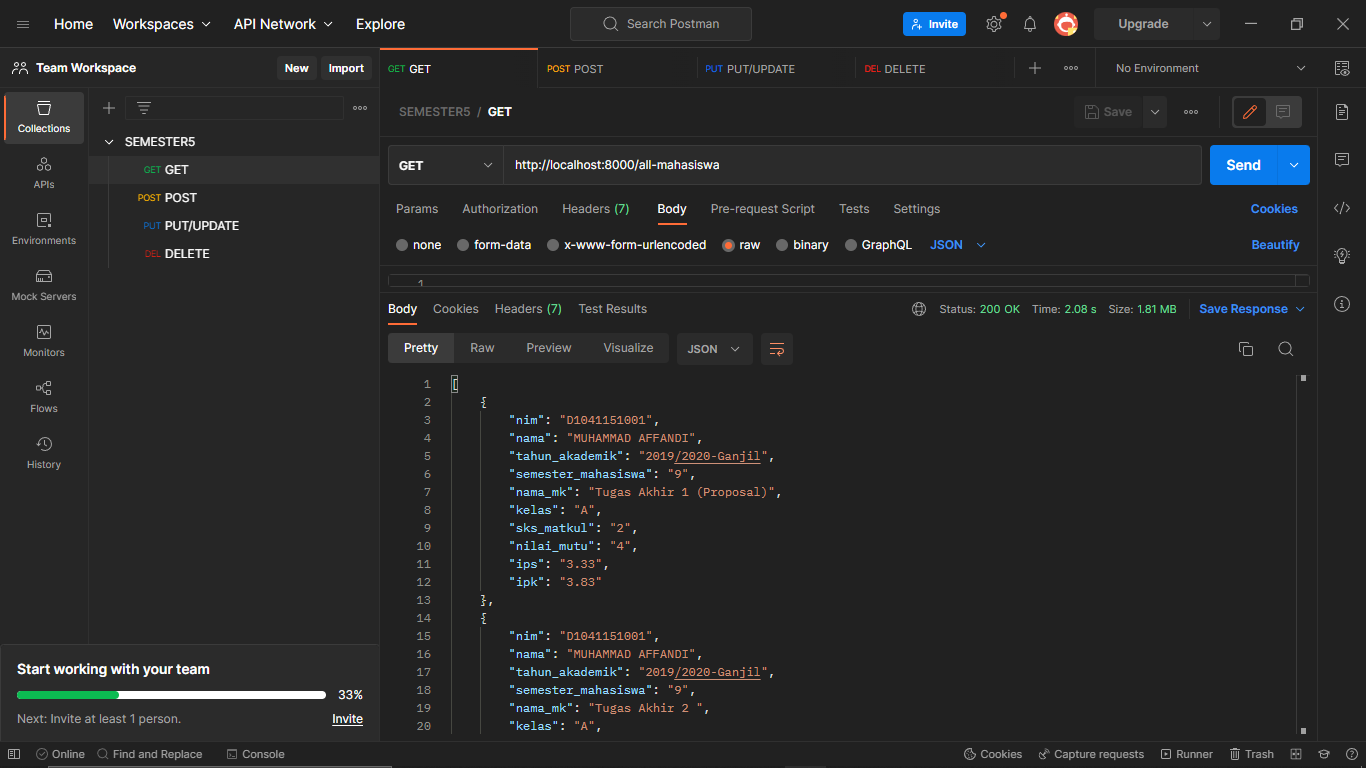 Home Workspaces API Network Explore Search Postman Invite Upgrade
Team Workspace New Import
GET GET POST POST PUT PUT/UPDATE DEL DELETE No Environment
Collections
APIs
Environments
Mock Servers
Monitors
Flows
History
SEMESTER5
GET GET
POST POST
PUT PUT/UPDATE
DEL DELETE
SEMESTER5 / GET Save
GET http://localhost:8000/all-mahasiswa Send
Params Authorization Headers (7) Body Pre-request Script Tests Settings Cookies
none form-data x-www-form-urlencoded raw binary GraphQL JSON Beautify
1
Body Cookies Headers (7) Test Results Status: 200 OK Time: 2.08 s Size: 1.81 MB Save Response
Pretty Raw Preview Visualize JSON
1 [
2 {
3 "nim": "D1041151001",
4 "nama": "MUHAMMAD AFFANDI",
5 "tahun_akademik": "2019/2020-Ganjil",
6 "semester_mahasiswa": "9",
7 "nama_mk": "Tugas Akhir 1 (Proposal)",
8 "kelas": "A",
9 "sks_matkul": "2",
10 "nilai_mutu": "4",
11 "ips": "3.33",
12 "ipk": "3.83"
13 },
14 {
15 "nim": "D1041151001",
16 "nama": "MUHAMMAD AFFANDI",
17 "tahun_akademik": "2019/2020-Ganjil",
18 "semester_mahasiswa": "9",
19 "nama_mk": "Tugas Akhir 2 ",
20 "kelas": "A",
Start working with your team
33%
Next: Invite at least 1 person. Invite
Online Find and Replace Console Cookies Capture requests Runner Trash